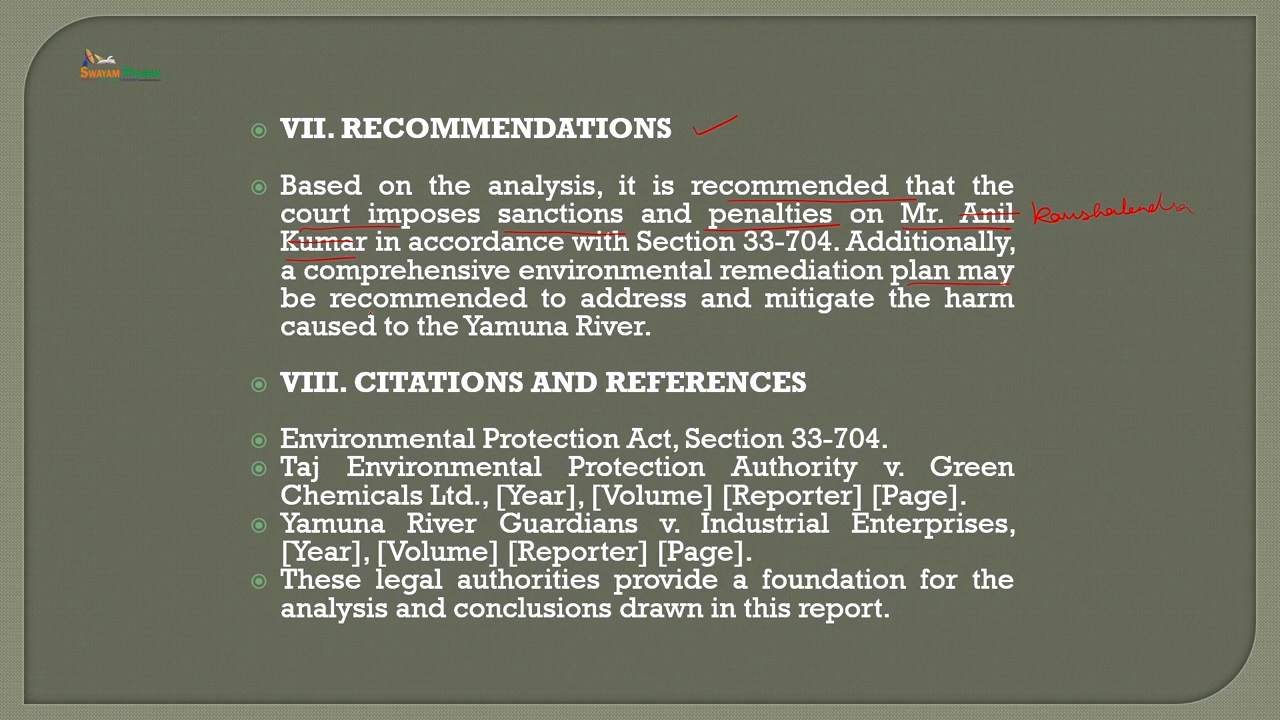 SWAYAM PRABHA
VII. RECOMMENDATIONS
Based on the analysis, it is recommended that the
court imposes sanctions and penalties on Mr. Anil Kaushalendra
Kumar in accordance with Section 33-704. Additionally,
a comprehensive environmental remediation plan may
be recommended to address and mitigate the harm
caused to the Yamuna River.
VIII. CITATIONS AND REFERENCES
Environmental Protection Act, Section 33-704.
Taj Environmental Protection Authority v. Green
Chemicals Ltd., [Year], [Volume] [Reporter] [Page].
Yamuna River Guardians v. Industrial Enterprises,
[Year], [Volume] [Reporter] [Page].
These legal authorities provide a foundation for the
analysis and conclusions drawn in this report.